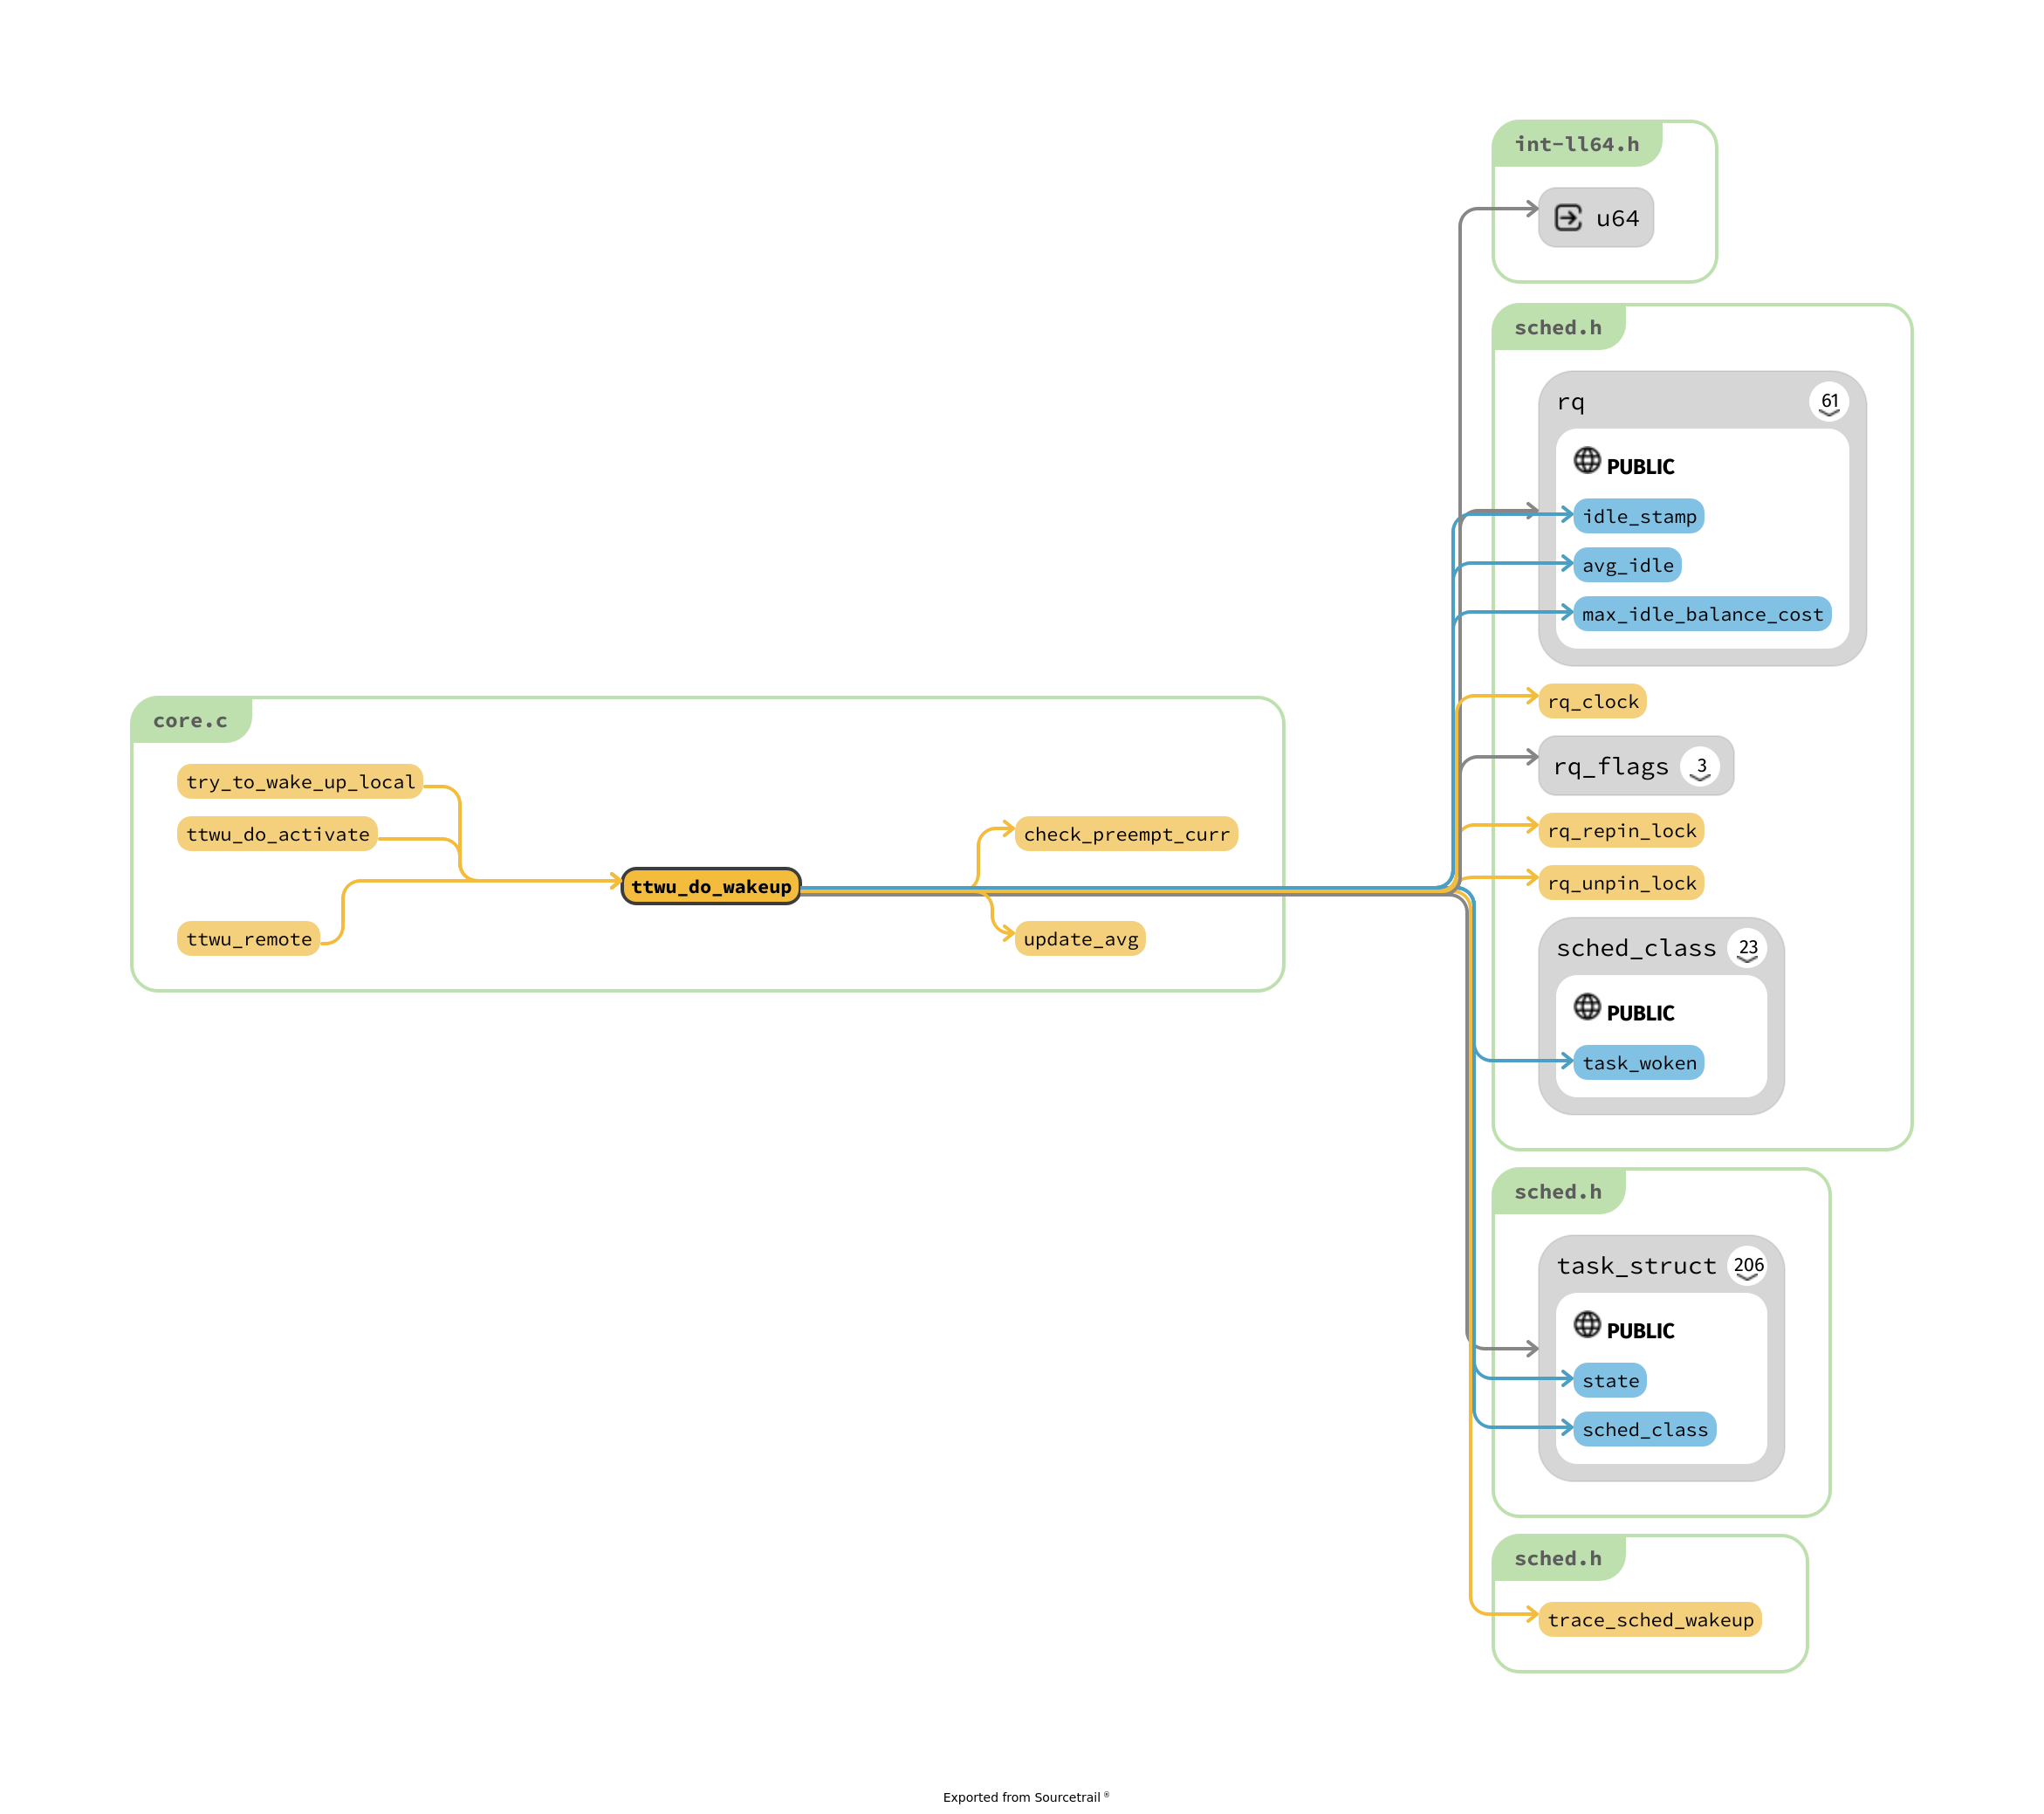 int-ll64.h
u64
sched.h
rq
61
PUBLIC
idle_stamp
avg_idle
max_idle_balance_cost
rq_clock
rq_flags
3
rq_repin_lock
rq_unpin_lock
sched_class
23
PUBLIC
task_woken
core.c
try_to_wake_up_local
ttwu_do_activate
ttwu_remote
ttwu_do_wakeup
check_preempt_curr
update_avg
sched.h
task_struct
206
PUBLIC
state
sched_class
sched.h
trace_sched_wakeup
Exported from Sourcetrail ®